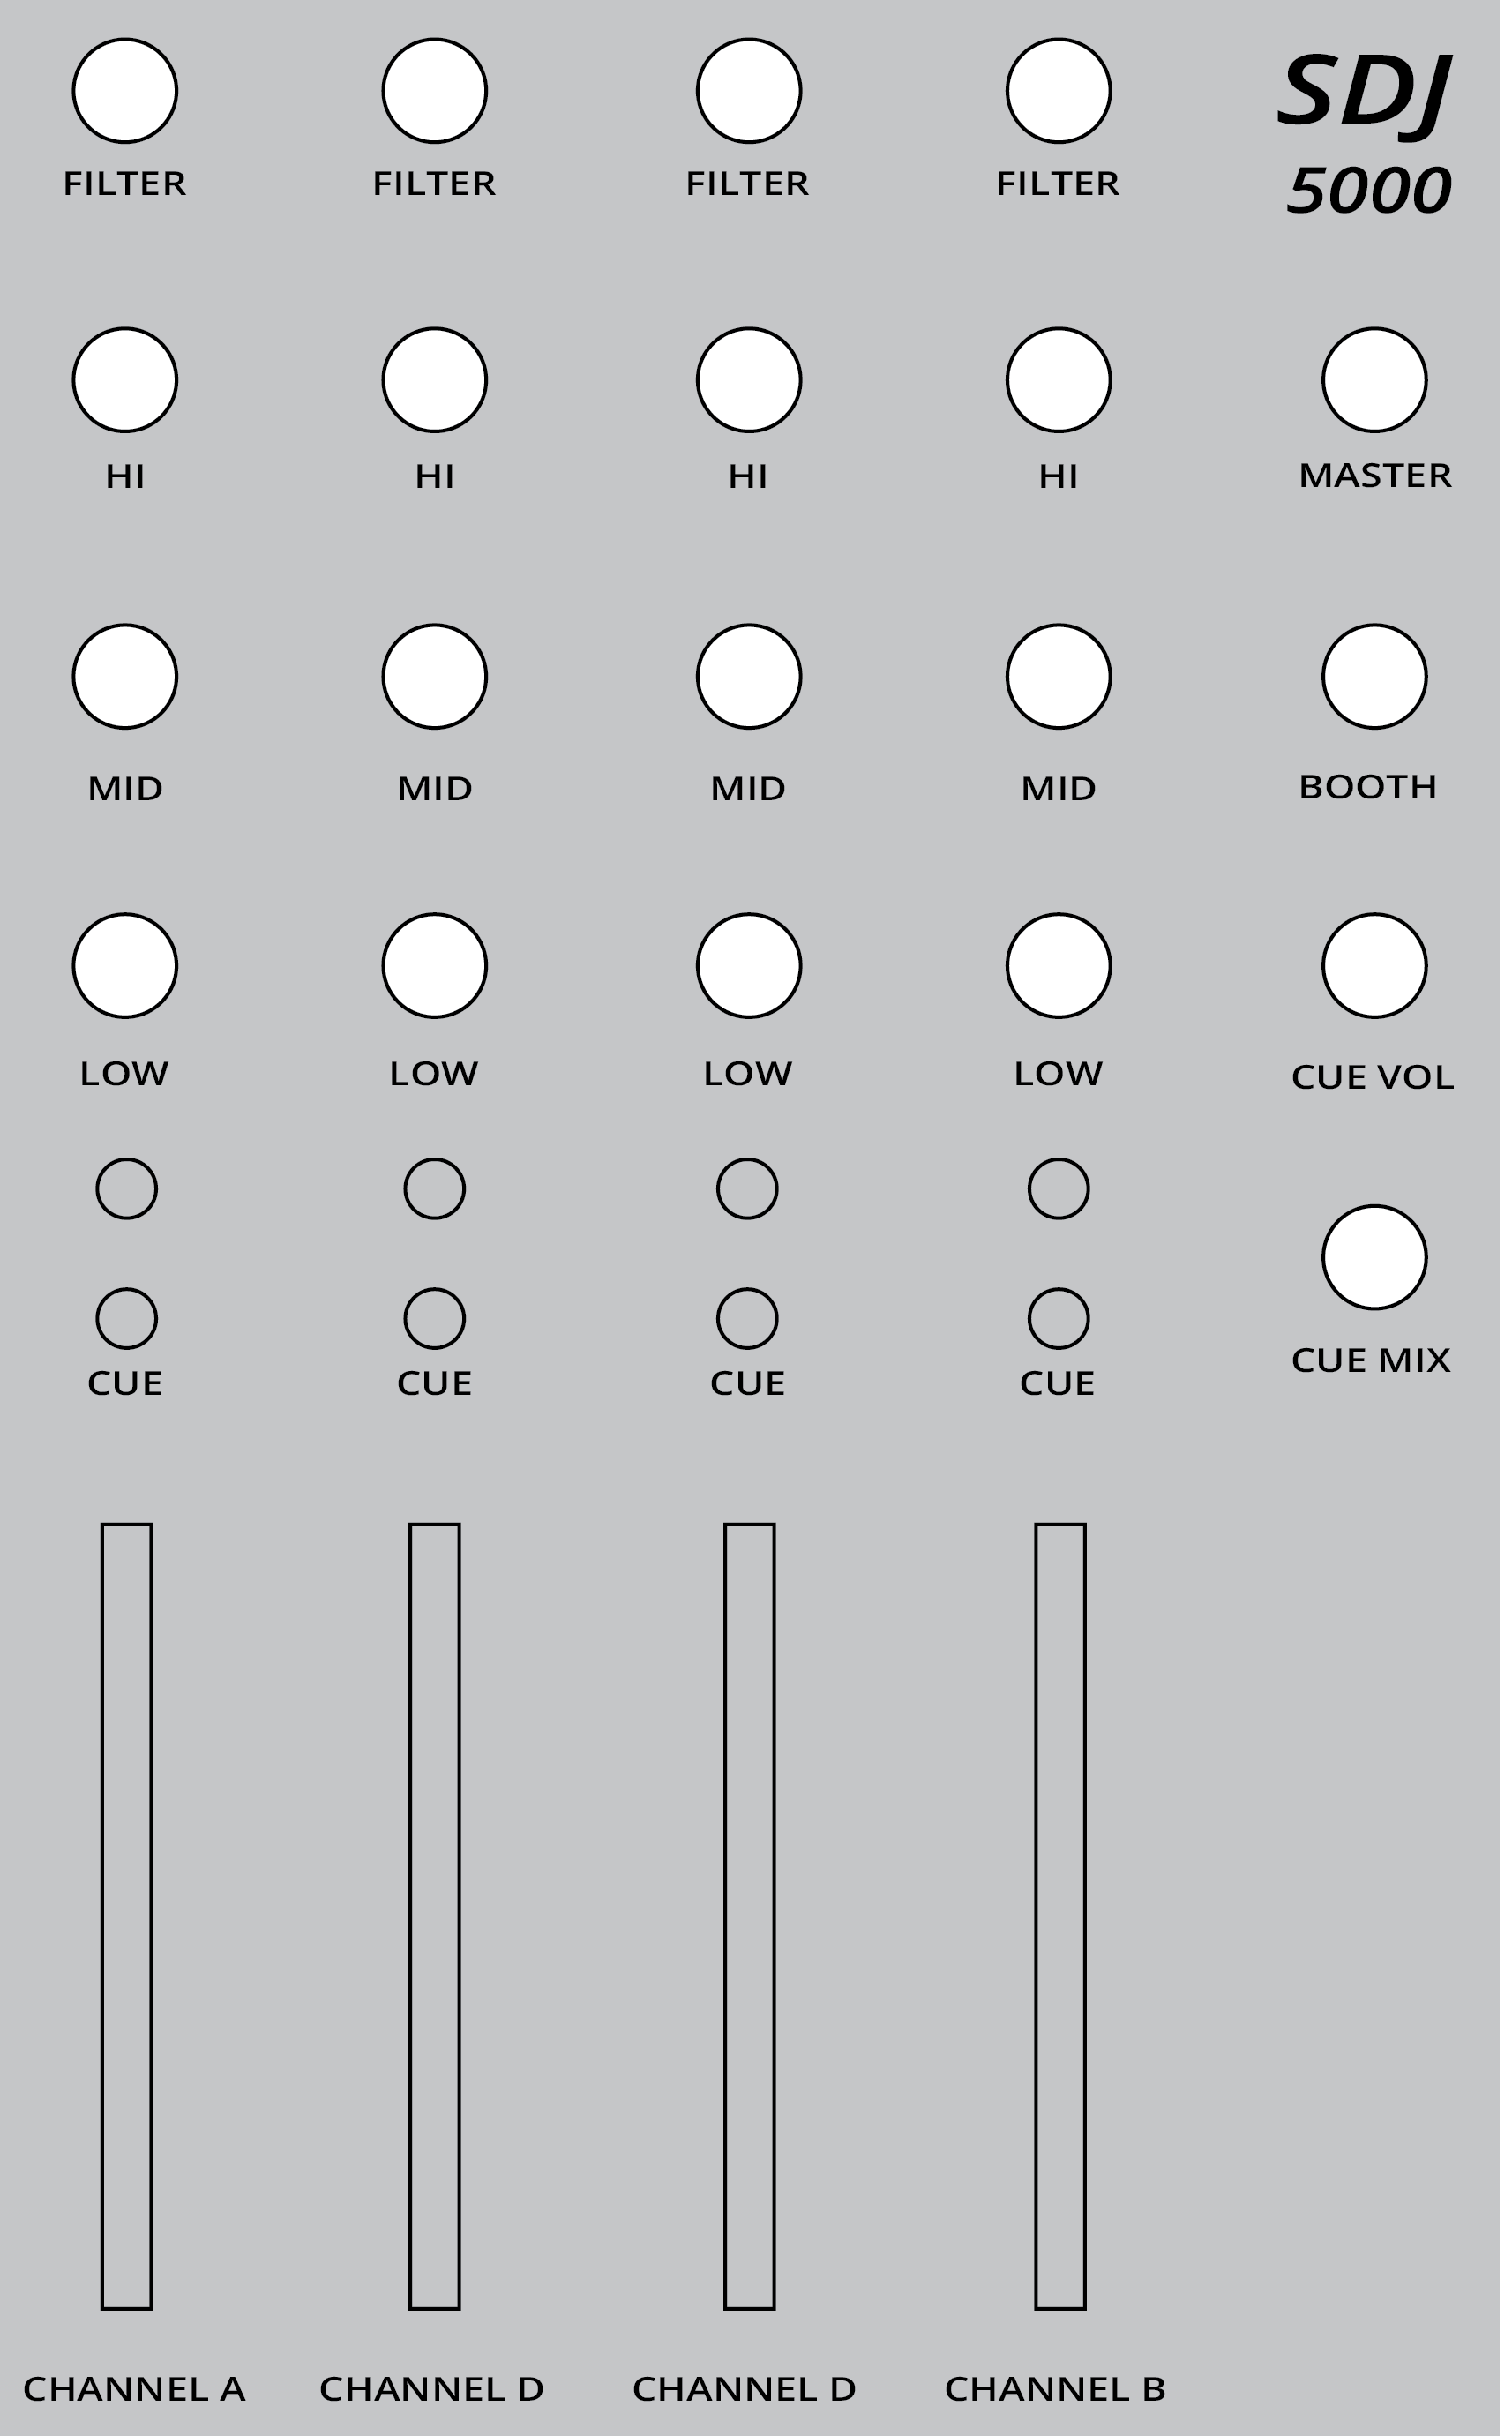 SDJ
5000
FILTER FILTER FILTER FILTER
HI HI HI HI MASTER
MID MID MID MID BOOTH
LOW LOW LOW LOW CUE VOL
CUE MIX
CUE CUE CUE CUE
CHANNEL A CHANNEL D CHANNEL D CHANNEL B